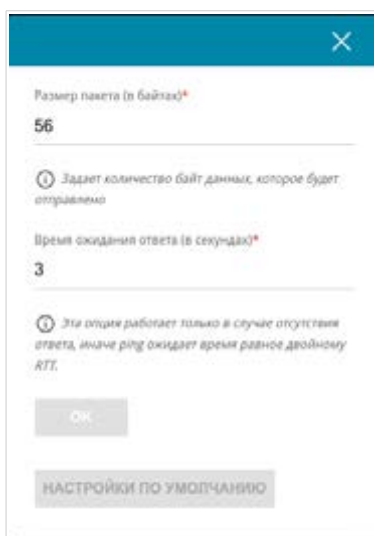 Размер пакета (в байтах)*
56
Задает количество байт данных, которое будет
отправлено
Время ожидания ответа (в секундах)*
3
Эта опция работает только в случае отсутствия
ответа, иначе ping ожидает время равное двойному
RTT.
OK
НАСТРОЙКИ ПО УМОЛЧАНИЮ